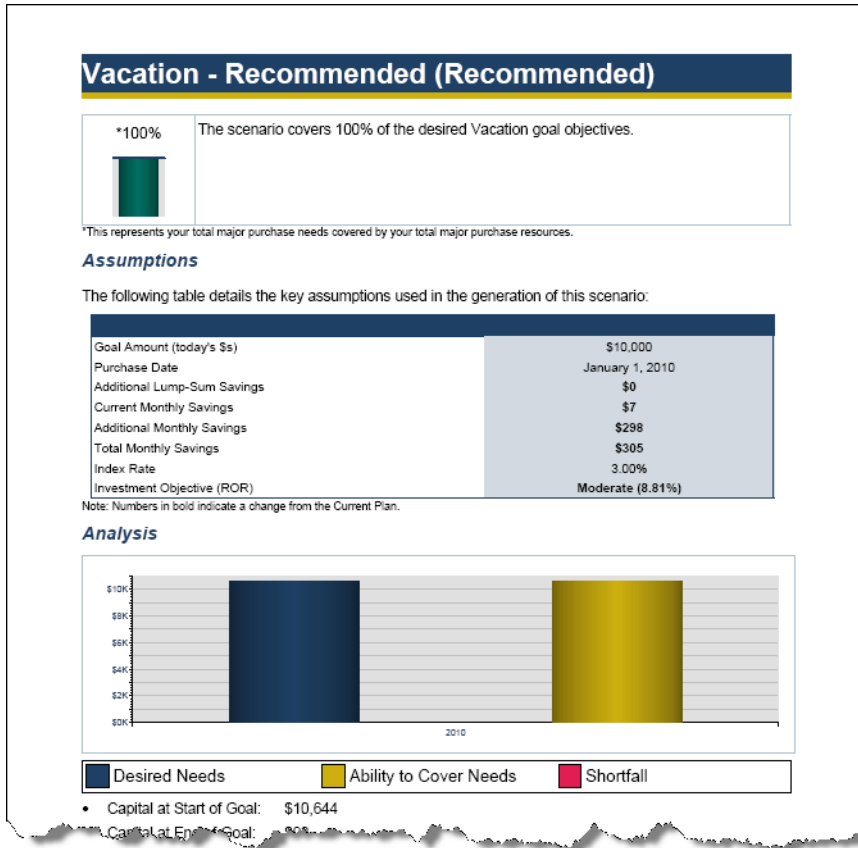 Vacation - Recommended (Recommended)
*100%
The scenario covers 100% of the desired Vacation goal objectives.
*This represents your total major purchase needs covered by your total major purchase resources.
Assumptions
The following table details the key assumptions used in the generation of this scenario:
Goal Amount (today's $s) $10,000
Purchase Date January 1, 2010
Additional Lump-Sum Savings $0
Current Monthly Savings $7
Additional Monthly Savings $298
Total Monthly Savings $305
Index Rate 3.00%
Investment Objective (ROR) Moderate (8.81%)
Note: Numbers in bold indicate a change from the Current Plan.
Analysis
$10K
$8K
$6K
$4K
$2K
$0K
2010
Desired Needs Ability to Cover Needs Shortfall
• Capital at Start of Goal: $10,644
Capital at End of Goal: